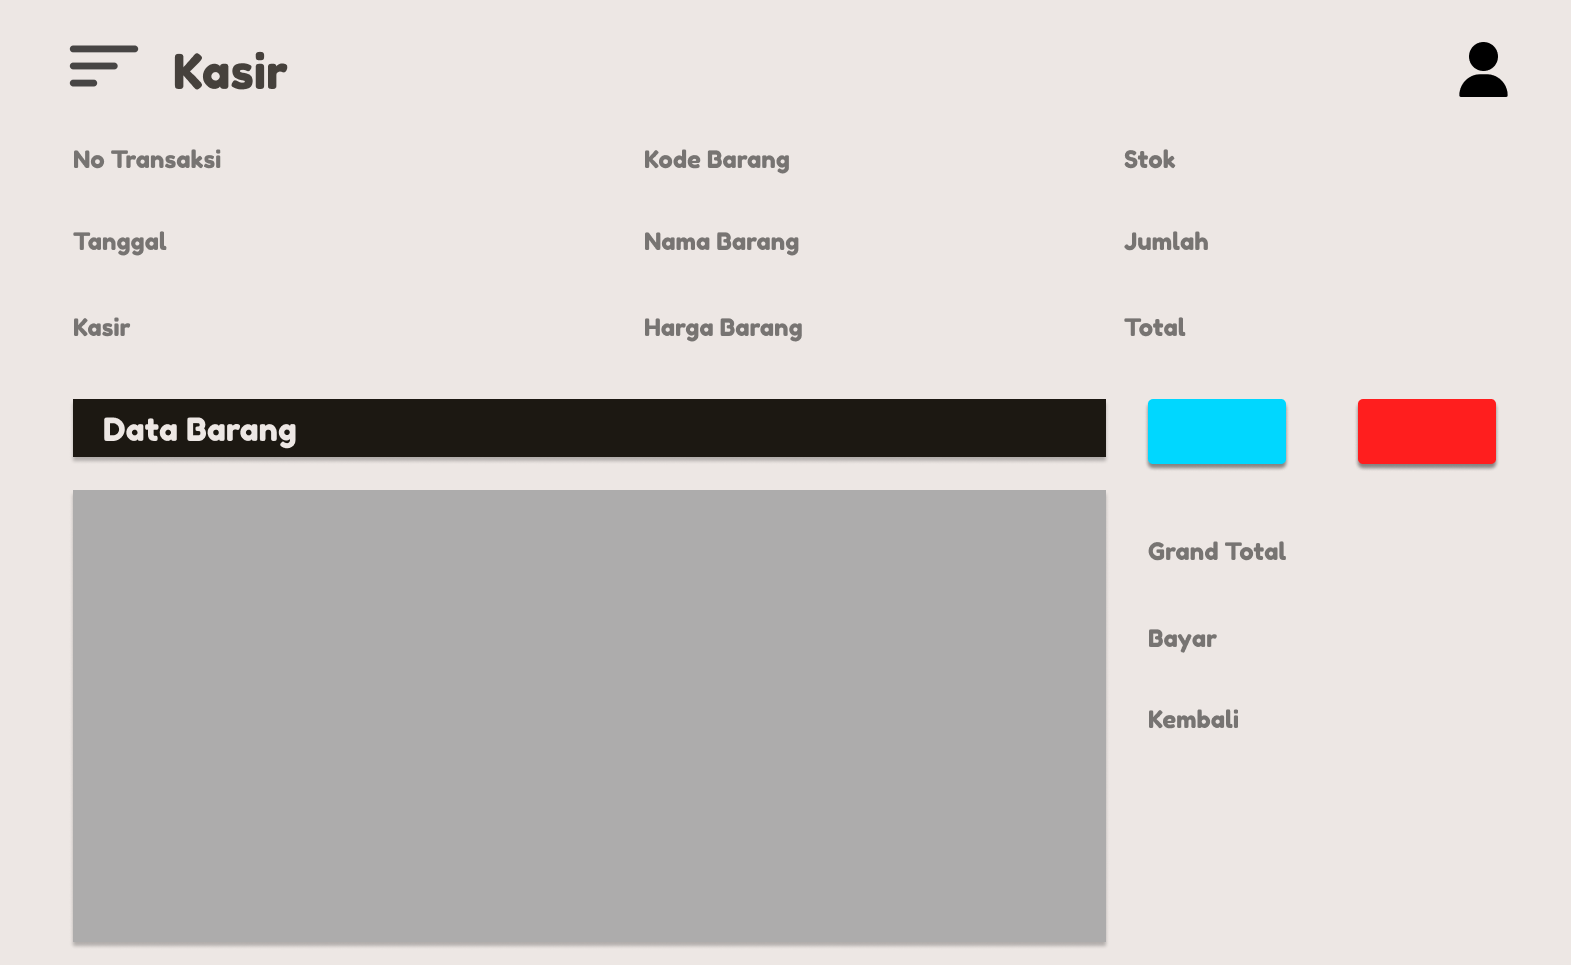 Kasir
No Transaksi
Kode Barang
Stok
Tanggal
Nama Barang
Jumlah
Kasir
Harga Barang
Total
Data Barang
Grand Total
Bayar
Kembali